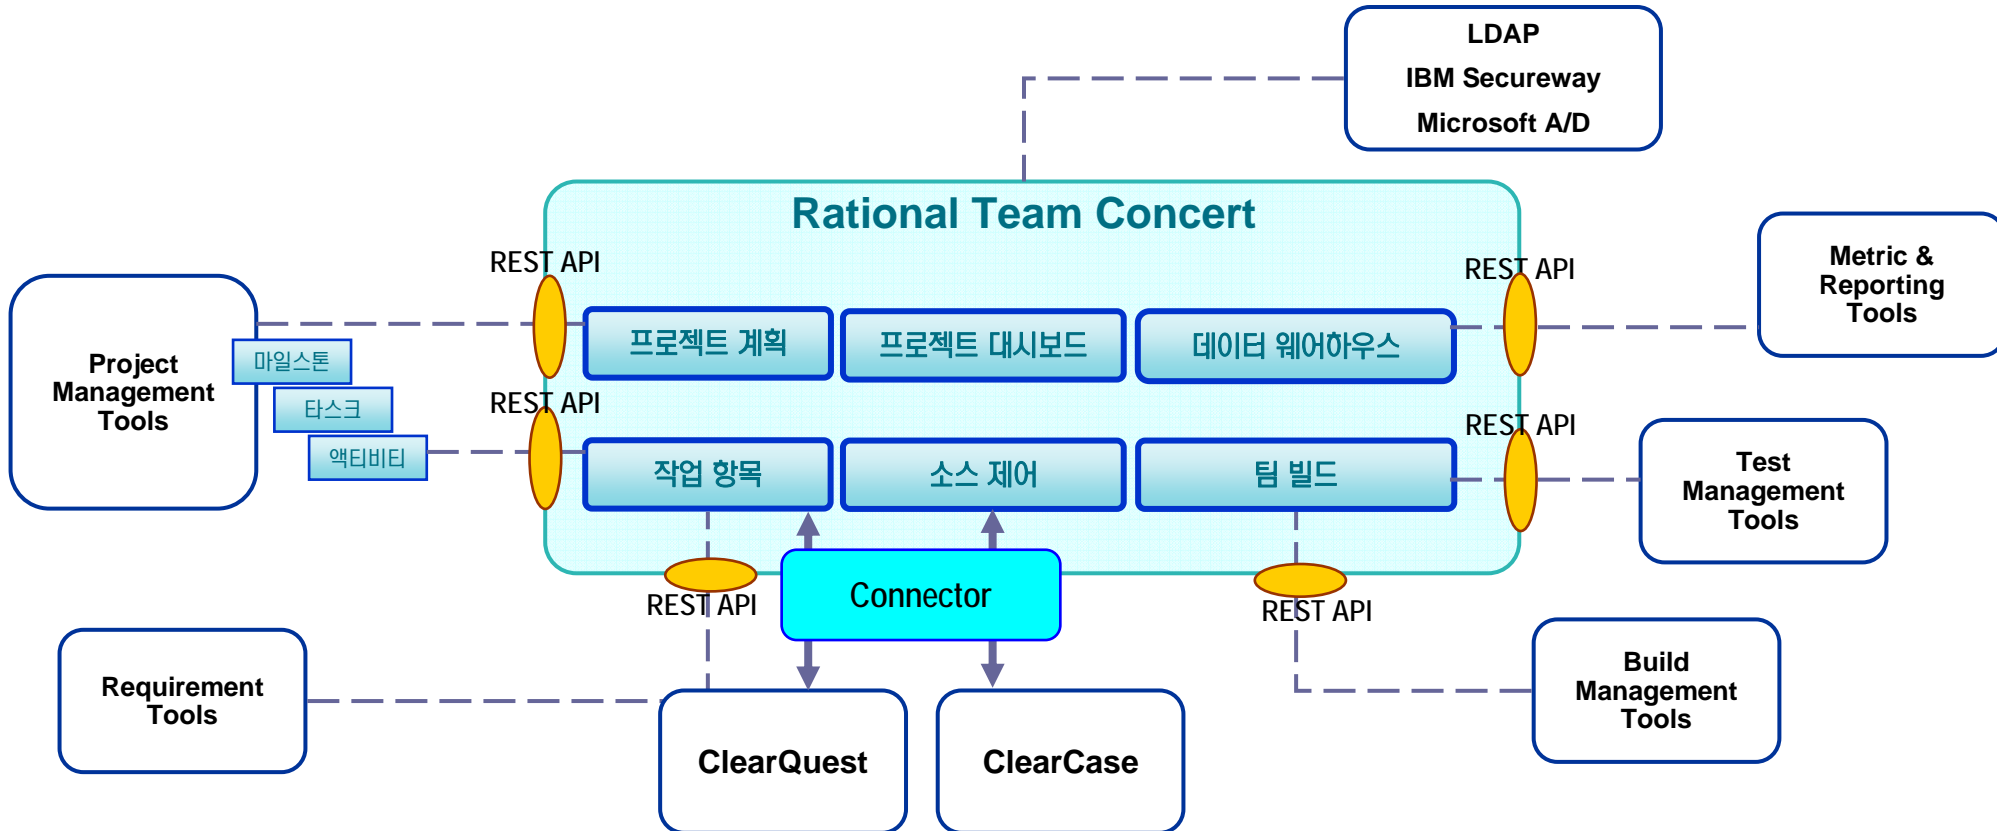 LDAP
IBM Secureway
Microsoft A/D
Rational Team Concert
REST API
REST API
Metric &
Reporting
Tools
Project
Management
Tools
마일스톤
타스크
액티비티
프로젝트 계획
프로젝트 대시보드
데이터 웨어하우스
REST API
REST API
작업 항목
소스 제어
팀 빌드
Test
Management
Tools
REST API
Connector
REST API
Requirement
Tools
ClearQuest
ClearCase
Build
Management
Tools